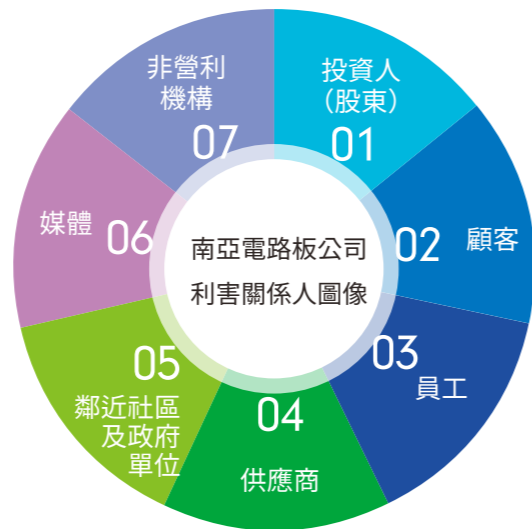 南亞電路板公司
利害關係人圖像
投資人
（股東）
01
02
顧客
03
員工
04
供應商
05
鄰近社區
及政府
單位
媒體
06
非營利
機構
07